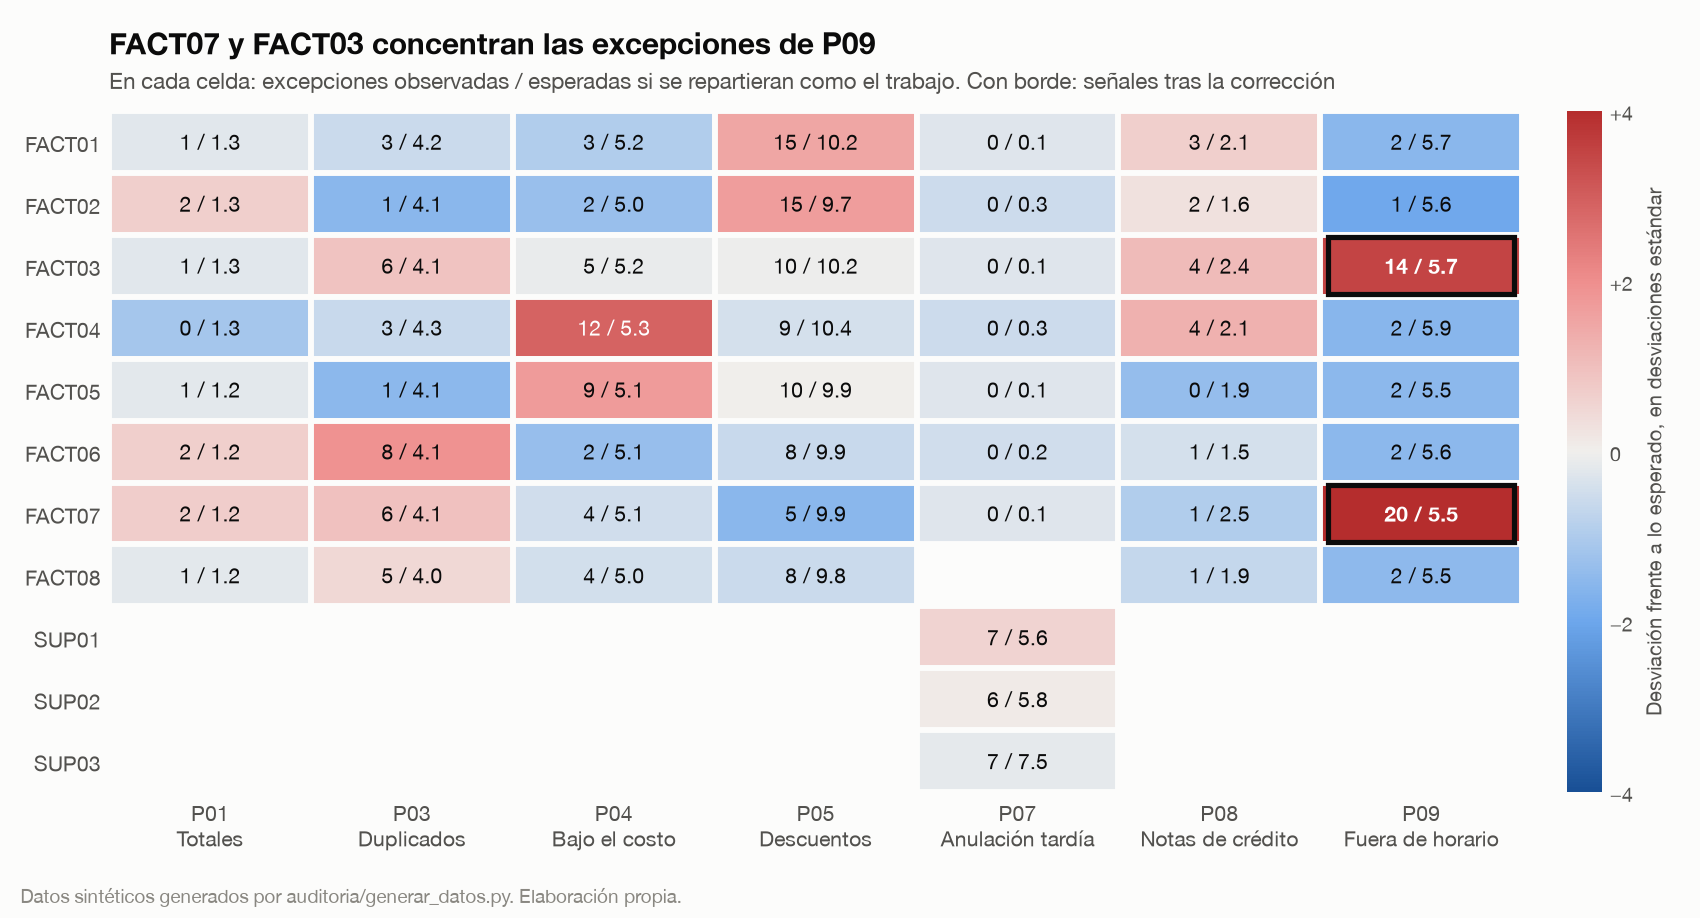 FACT07 y FACT03 concentran las excepciones de P09
En cada celda: excepciones observadas / esperadas si se repartieran como el trabajo. Con borde: señales tras la corrección
FACT01 1 / 1.3 3 / 4.2 3 / 5.2 15 / 10.2 0 / 0.1 3 / 2.1 2 / 5.7
FACT02 2 / 1.3 1 / 4.1 2 / 5.0 15 / 9.7 0 / 0.3 2 / 1.6 1 / 5.6
FACT03 1 / 1.3 6 / 4.1 5 / 5.2 10 / 10.2 0 / 0.1 4 / 2.4 14 / 5.7
FACT04 0 / 1.3 3 / 4.3 12 / 5.3 9 / 10.4 0 / 0.3 4 / 2.1 2 / 5.9
FACT05 1 / 1.2 1 / 4.1 9 / 5.1 10 / 9.9 0 / 0.1 0 / 1.9 2 / 5.5
FACT06 2 / 1.2 8 / 4.1 2 / 5.1 8 / 9.9 0 / 0.2 1 / 1.5 2 / 5.6
FACT07 2 / 1.2 6 / 4.1 4 / 5.1 5 / 9.9 0 / 0.1 1 / 2.5 20 / 5.5
FACT08 1 / 1.2 5 / 4.0 4 / 5.0 8 / 9.8 1 / 1.9 2 / 5.5
SUP01 7 / 5.6
SUP02 6 / 5.8
SUP03 7 / 7.5
P01 P03 P04 P05 P07 P08 P09
Totales Duplicados Bajo el costo Descuentos Anulación tardía Notas de crédito Fuera de horario
+4
+2
0
−2
−4
Desviación frente a lo esperado, en desviaciones estándar
Datos sintéticos generados por auditoria/generar_datos.py. Elaboración propia.